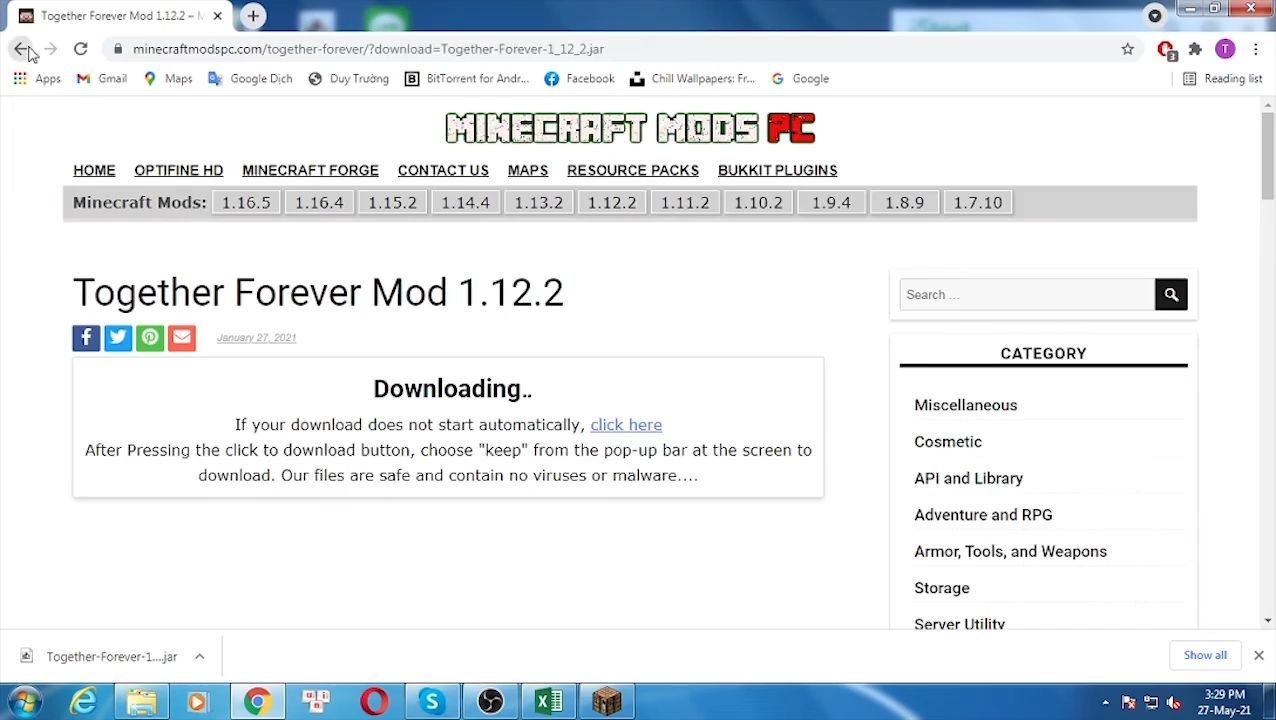 Together Forever Mod 1.12.2 – M
minecraftmodspc.com/together-forever/?download=Together-Forever-1_12_2.jar
3
T
Apps
Gmail
Maps
Google Dịch
Duy Trường
BitTorrent for Andr...
Facebook
Chill Wallpapers: Fr...
Google
Reading list
MINECRAFT MODS PC
HOME
OPTIFINE HD
MINECRAFT FORGE
CONTACT US
MAPS
RESOURCE PACKS
BUKKIT PLUGINS
Minecraft Mods: 1.16.5 1.16.4 1.15.2 1.14.4 1.13.2 1.12.2 1.11.2 1.10.2 1.9.4 1.8.9 1.7.10
Together Forever Mod 1.12.2
January 27, 2021
Downloading..
If your download does not start automatically, click here
After Pressing the click to download button, choose "keep" from the pop-up bar at the screen to
download. Our files are safe and contain no viruses or malware....
Search …
CATEGORY
Miscellaneous
Cosmetic
API and Library
Adventure and RPG
Armor, Tools, and Weapons
Storage
Server Utility
Together-Forever-1....jar
Show all
3:29 PM
27-May-21